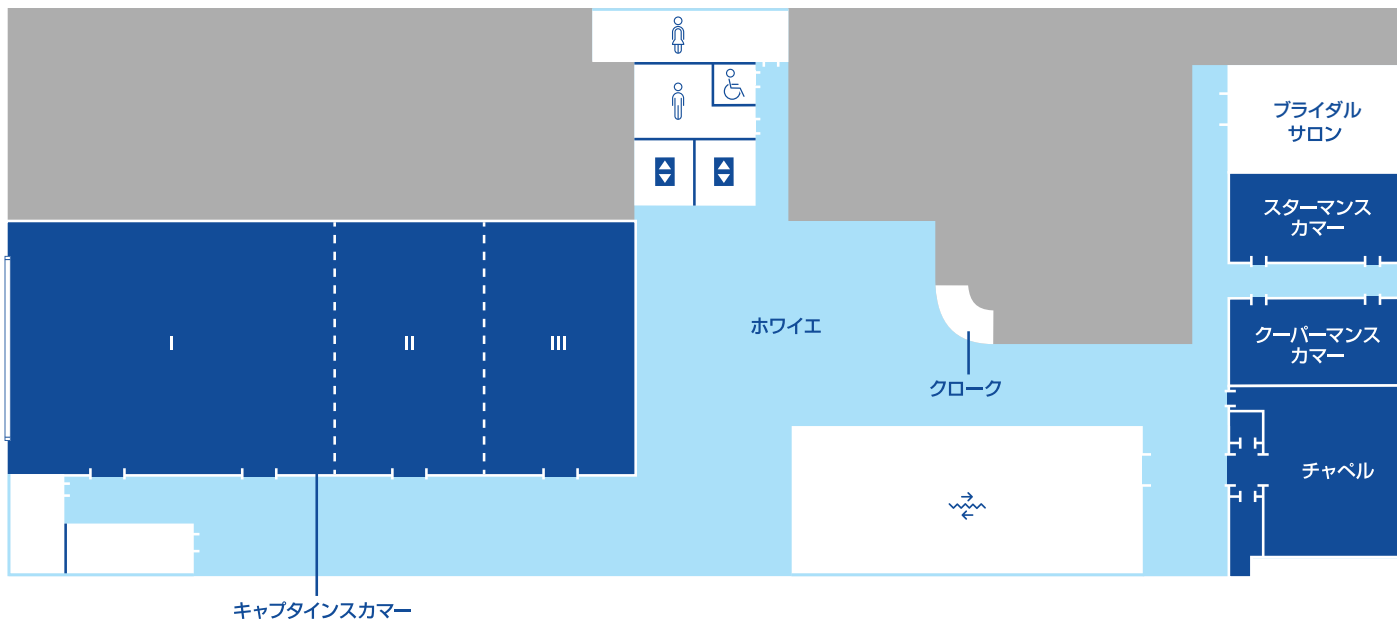 ブライダル
サロン
スターマンス
カマー
I
II
III
ホワイエ
クローク
クーパーマンス
カマー
チャペル
キャプタインスカマー